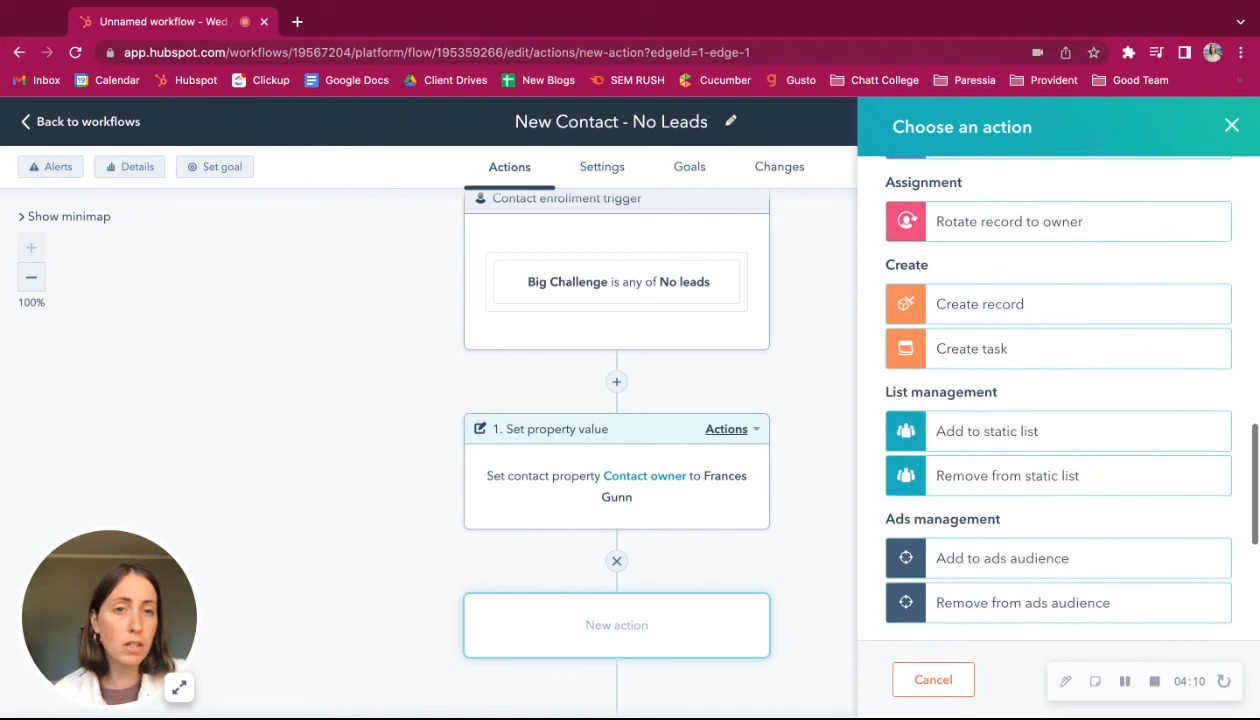 Unnamed workflow - Wed
app.hubspot.com/workflows/19567204/platform/flow/195359266/edit/actions/new-action?edgeId=1-edge-1
Inbox
Calendar
Hubspot
Clickup
Google Docs
Client Drives
New Blogs
SEM RUSH
Cucumber
Gusto
Chatt College
Paressia
Provident
Good Team
Back to workflows
New Contact - No Leads
Choose an action
Alerts
Details
Set goal
Actions
Settings
Goals
Changes
Show minimap
100%
Contact enrollment trigger
Big Challenge is any of No leads
1. Set property value
Actions
Set contact property Contact owner to Frances
Gunn
New action
Assignment
Rotate record to owner
Create
Create record
Create task
List management
Add to static list
Remove from static list
Ads management
Add to ads audience
Remove from ads audience
Cancel
04:10